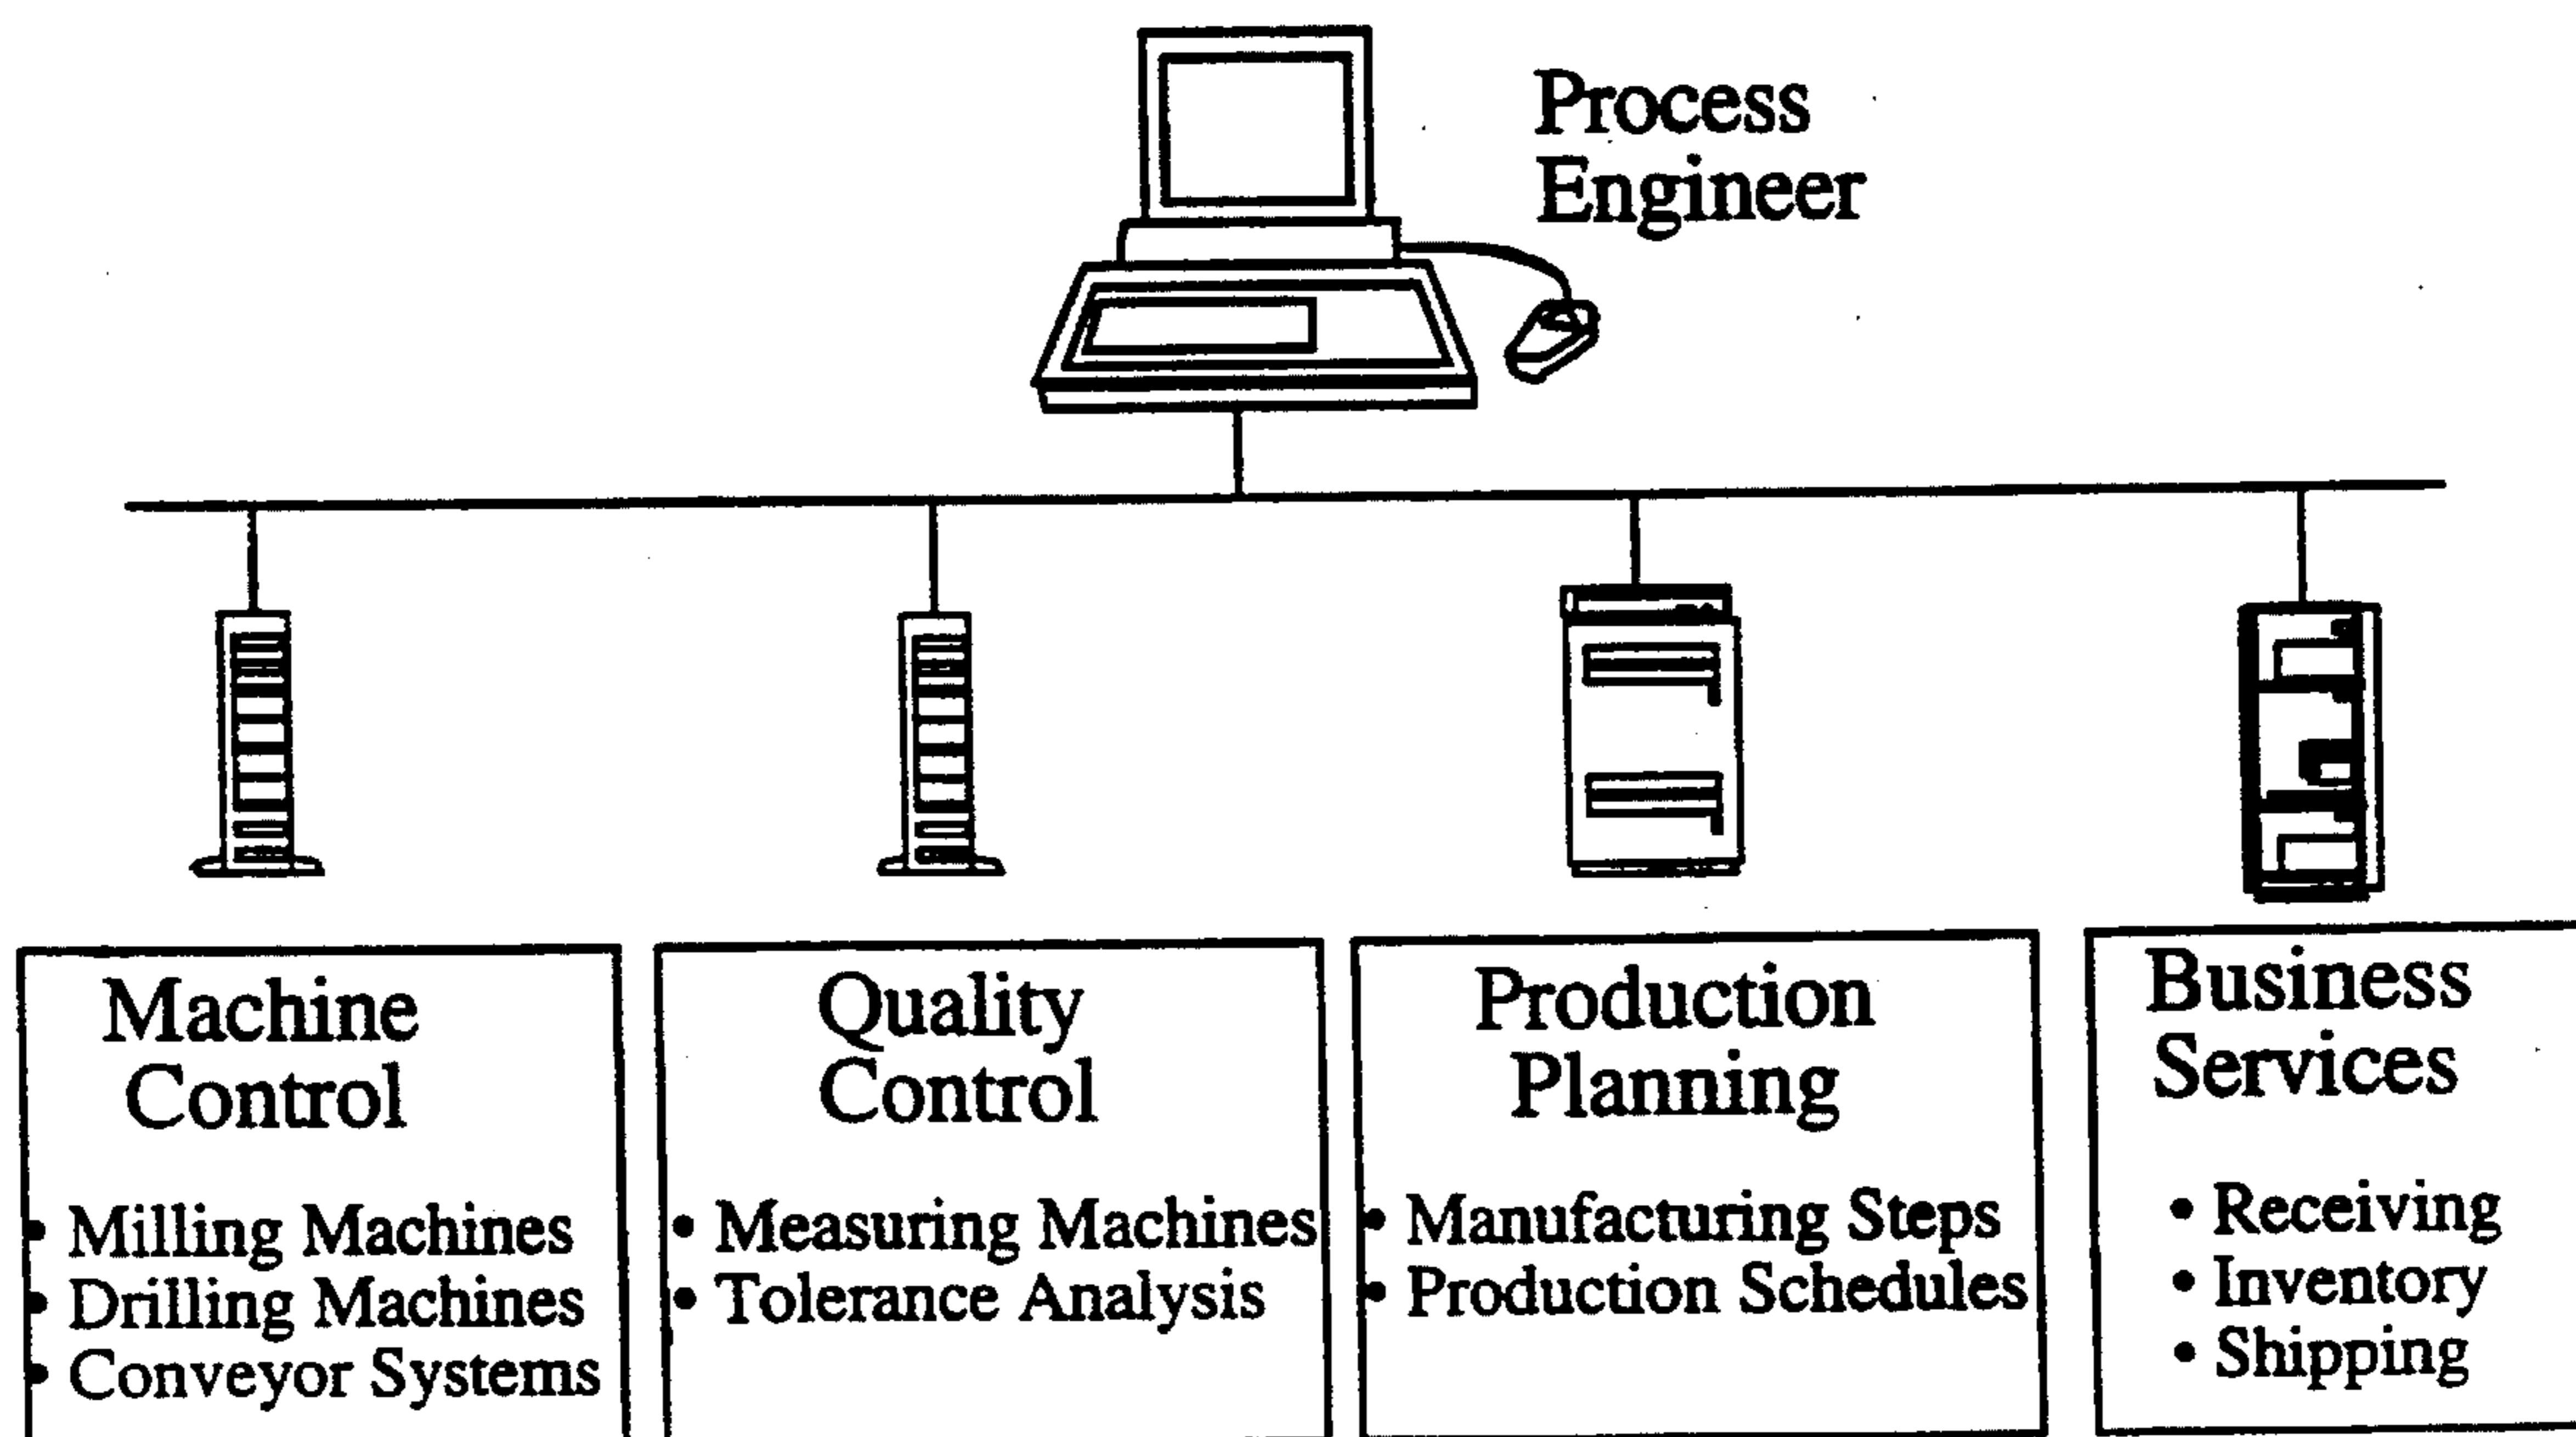 Process
Engineer
Machine
Control
• Milling Machines
• Drilling Machines
• Conveyor Systems
Quality
Control
• Measuring Machines
• Tolerance Analysis
Production
Planning
• Manufacturing Steps
• Production Schedules
Business
Services
• Receiving
• Inventory
• Shipping